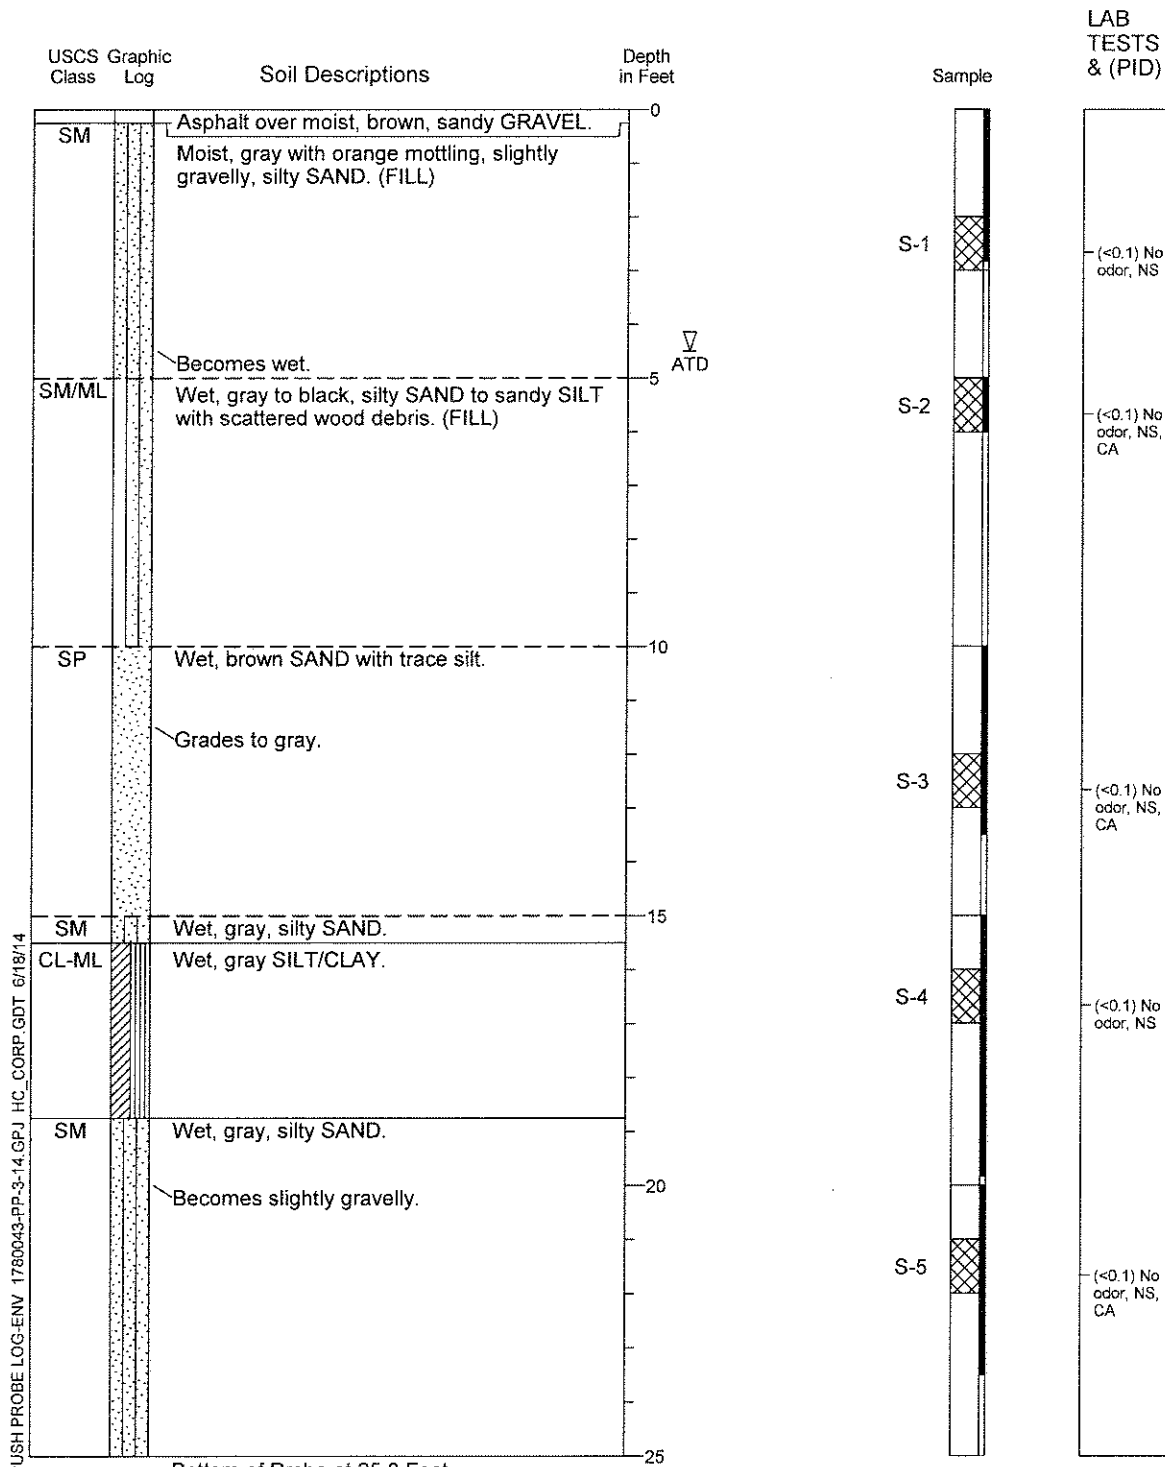 LAB
TESTS
& (PID)
USCS Graphic
Class Log
Soil Descriptions
Depth
in Feet
Sample
0
Asphalt over moist, brown, sandy GRAVEL.
SM
Moist, gray with orange mottling, slightly
gravelly, silty SAND. (FILL)
S-1
(<0.1) No
odor, NS
Becomes wet.
ATD
5
SM/ML
Wet, gray to black, silty SAND to sandy SILT
with scattered wood debris. (FILL)
S-2
(<0.1) No
odor, NS,
CA
10
SP
Wet, brown SAND with trace silt.
Grades to gray.
S-3
(<0.1) No
odor, NS,
CA
15
SM
Wet, gray, silty SAND.
CL-ML
Wet, gray SILT/CLAY.
S-4
(<0.1) No
odor, NS
SM
Wet, gray, silty SAND.
20
Becomes slightly gravelly.
S-5
(<0.1) No
odor, NS,
CA
25
Bottom of Probe at 25.0 Feet
USH PROBE LOG-ENV 1780043-PP-3-14.GPJ HC_CORP.GDT 6/18/14